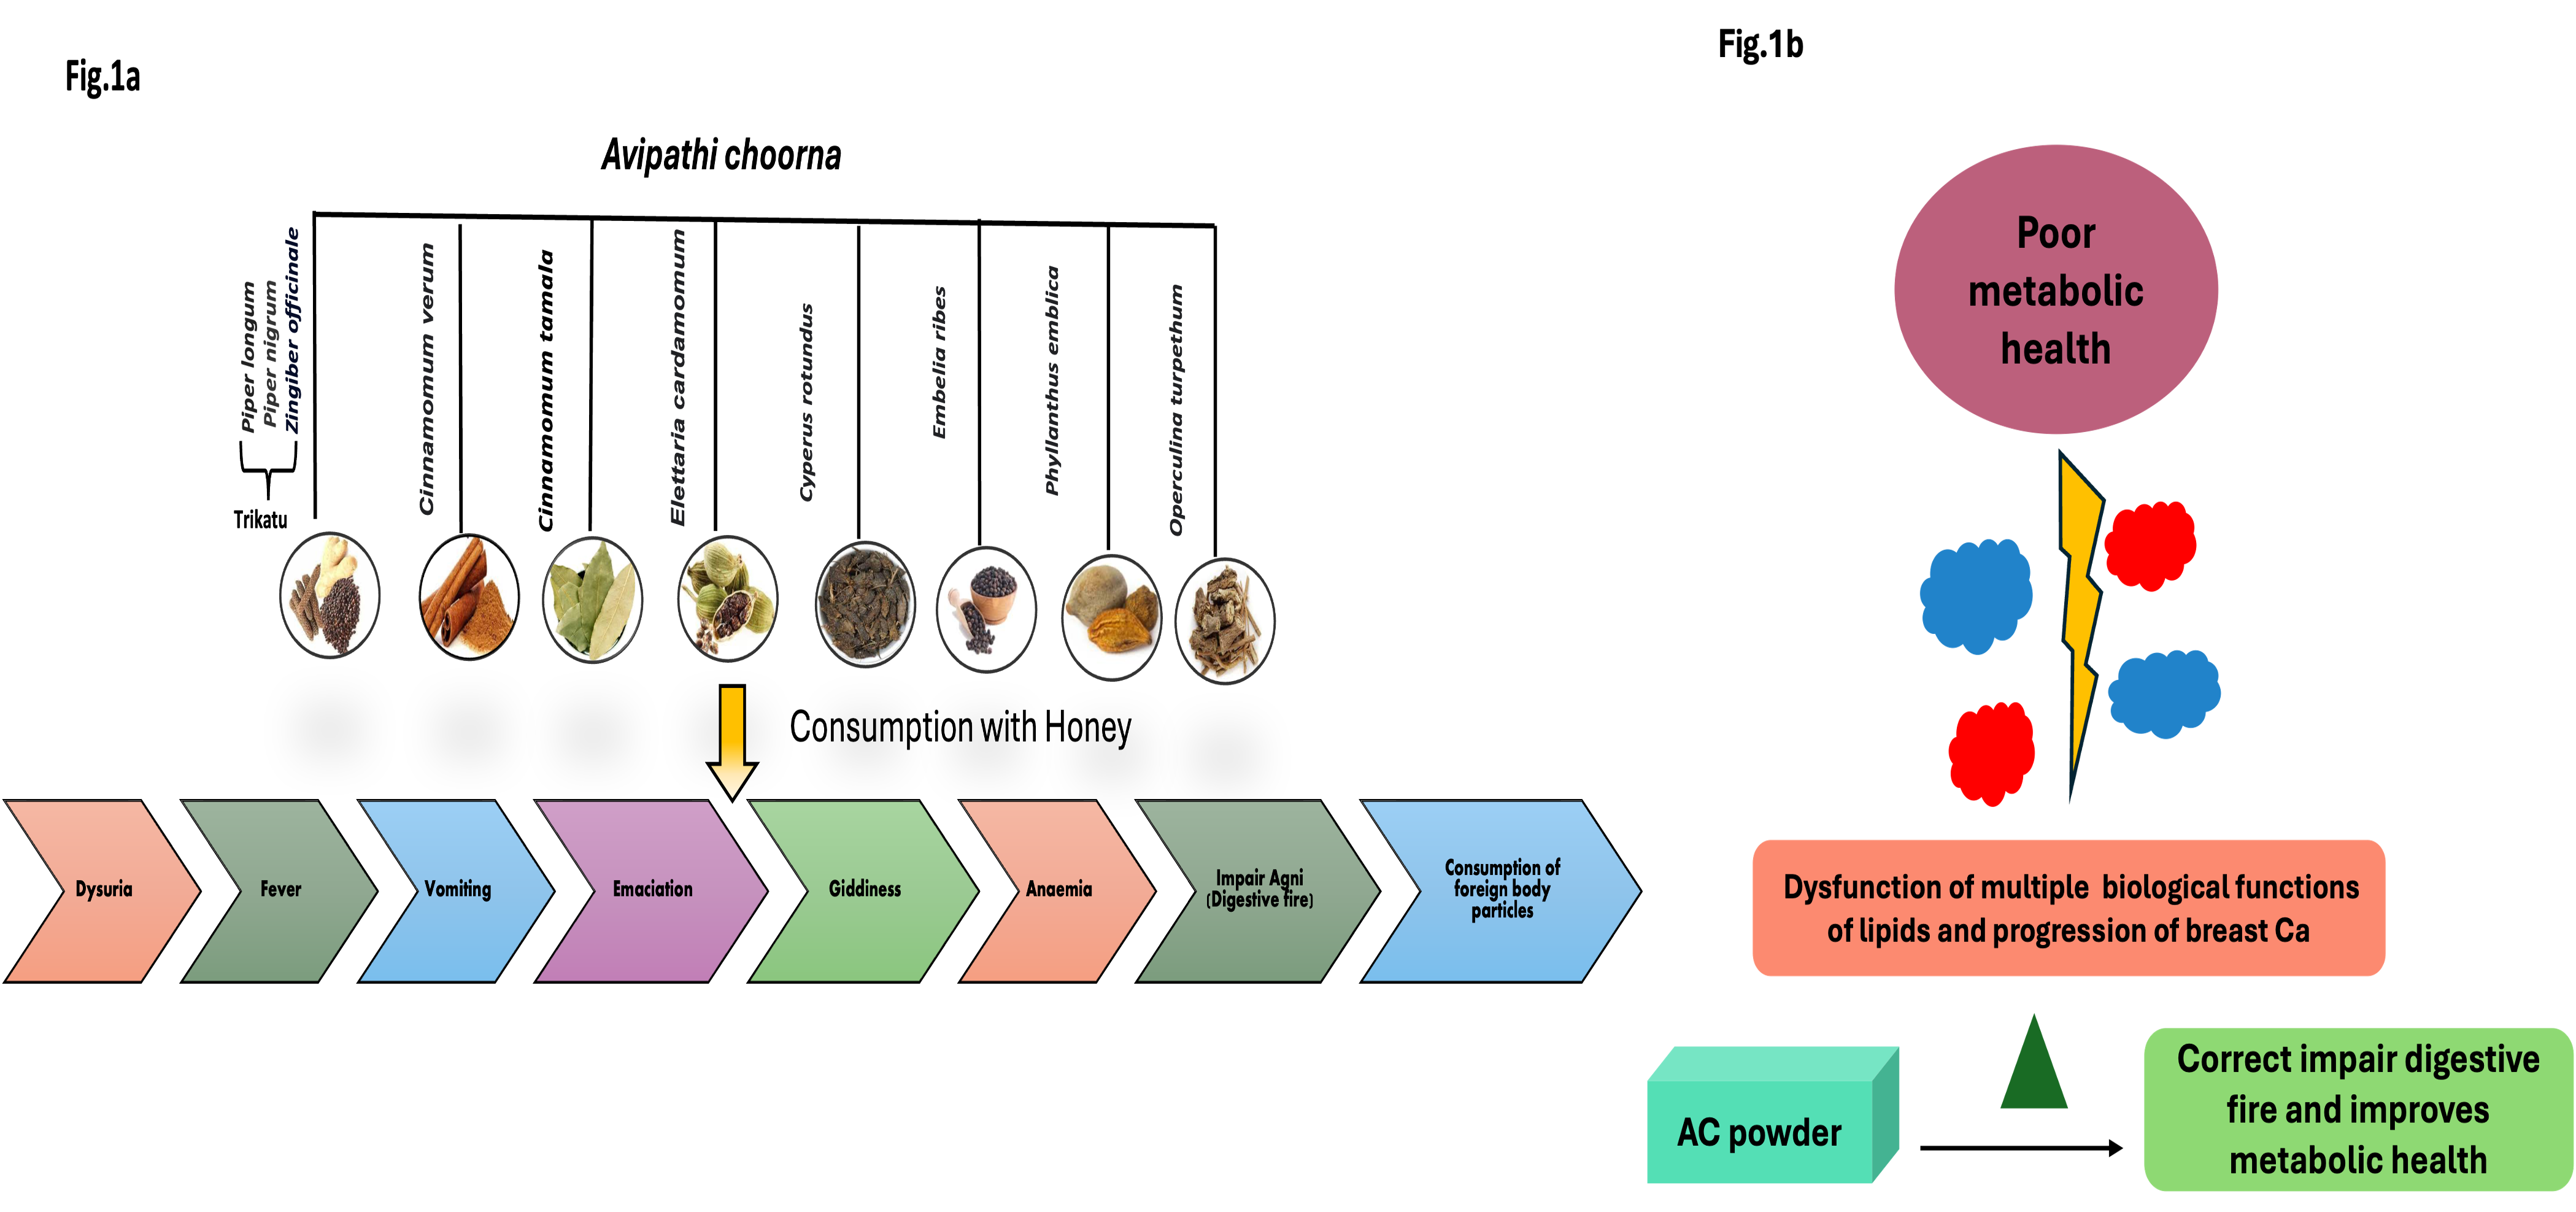 Fig.1a
Avipathi choorna
Piper longum
Piper nigrum
Zingiber officinale
Trikatu
Cinnamomum verum
Cinnamomum tamala
Elettaria cardamomum
Cyperus rotundus
Embelia ribes
Phyllanthus emblica
Operculina turpethum
Consumption with Honey
Dysuria
Fever
Vomiting
Emaciation
Giddiness
Anaemia
Impair Agni
(Digestive fire)
Consumption of
foreign body
particles
Fig.1b
Poor
metabolic
health
Dysfunction of multiple biological functions
of lipids and progression of breast Ca
AC powder
Correct impair digestive
fire and improves
metabolic health